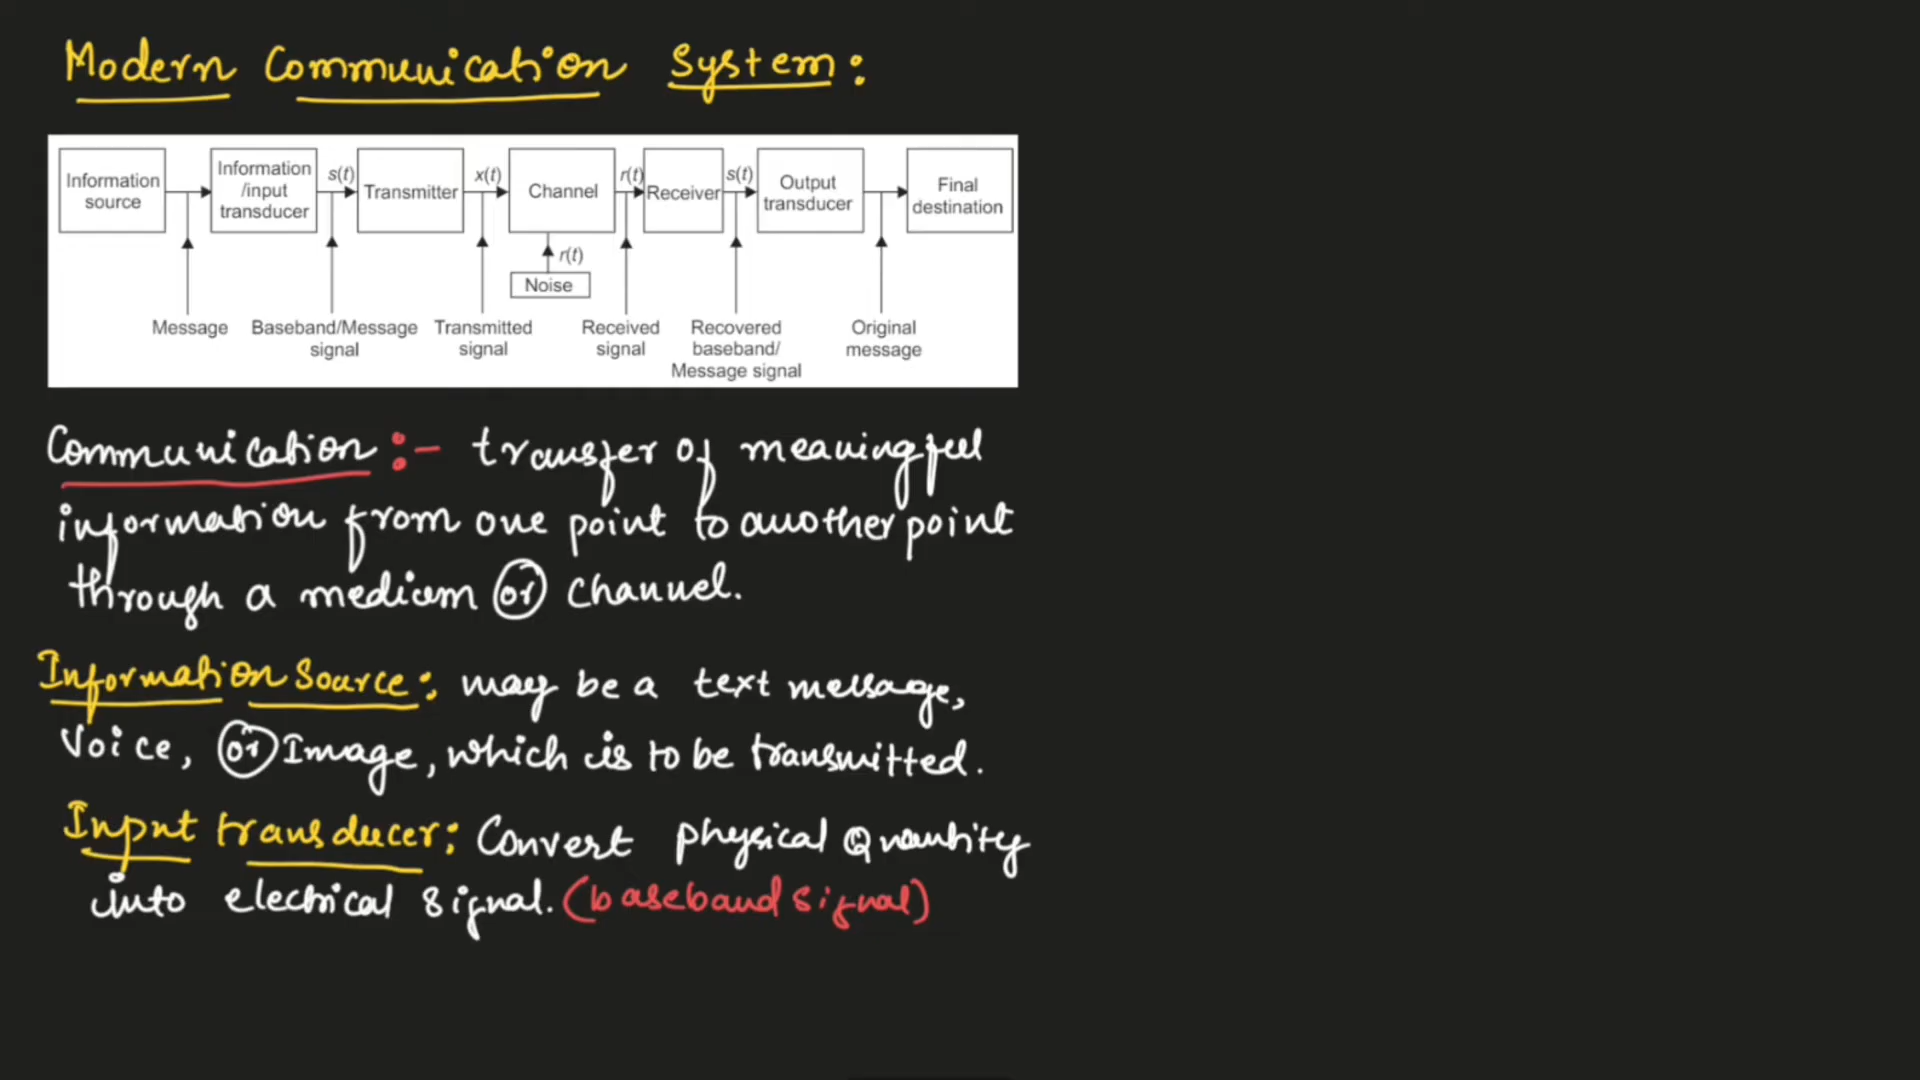 Modern Communication System:
Information source
Information /input transducer
s(t)
Transmitter
x(t)
Channel
r(t)
Receiver
s(t)
Output transducer
Final destination
r(t)
Noise
Message
Baseband/Message signal
Transmitted signal
Received signal
Recovered baseband/ Message signal
Original message
Communication :- transfer of meaningful
information from one point to another point
through a medium or channel.
Information Source: may be a text message,
Voice, or Image, which is to be transmitted.
Input transducer: Convert physical Quantity
into electrical signal. (baseband signal)